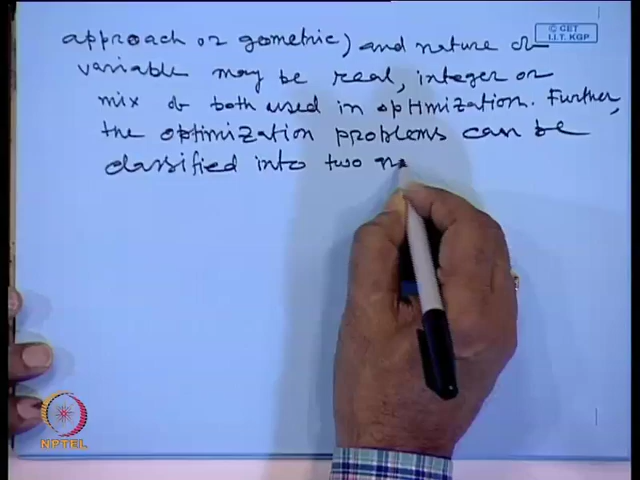 © CET
I.I.T. KGP
approach or gometric) and nature of
variable may be real, integer or
mix of both used in optimization. Further,
the optimization problems can be
classified into two
NPTEL